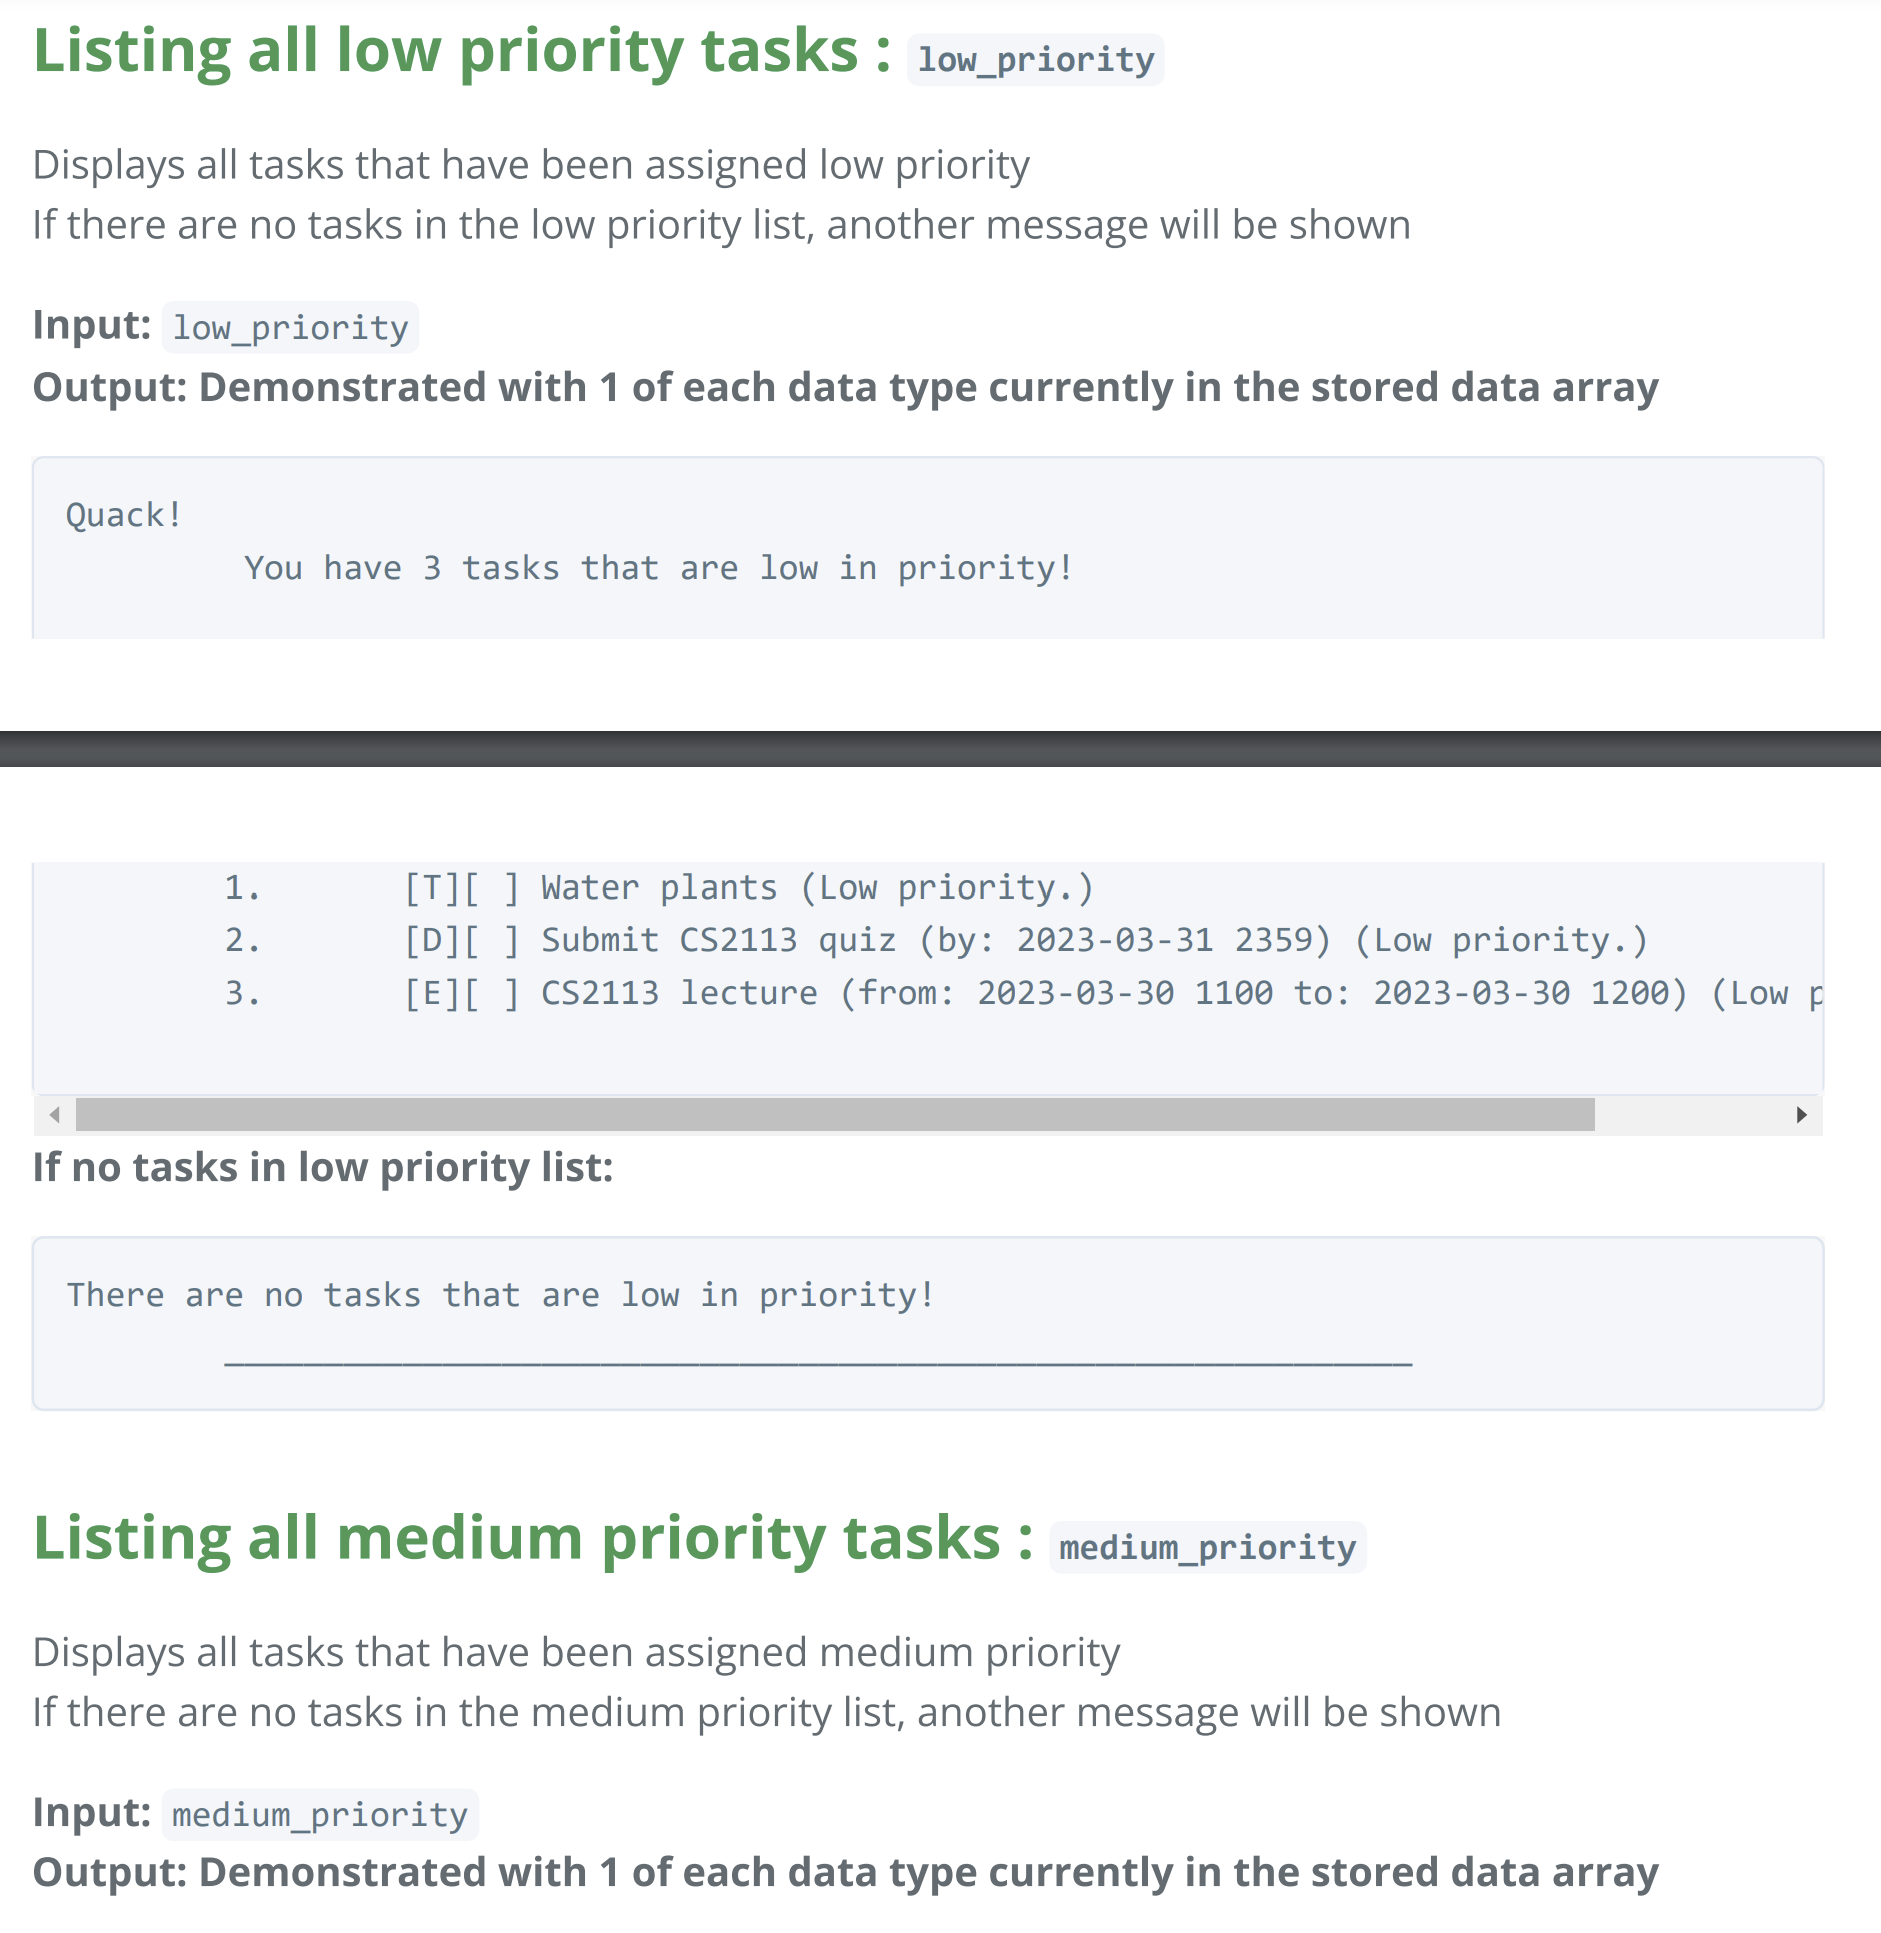 Listing all low priority tasks : low_priority
Displays all tasks that have been assigned low priority
If there are no tasks in the low priority list, another message will be shown
Input: low_priority
Output: Demonstrated with 1 of each data type currently in the stored data array
Quack!
You have 3 tasks that are low in priority!
1. [T][ ] Water plants (Low priority.)
2. [D][ ] Submit CS2113 quiz (by: 2023-03-31 2359) (Low priority.)
3. [E][ ] CS2113 lecture (from: 2023-03-30 1100 to: 2023-03-30 1200) (Low p
If no tasks in low priority list:
There are no tasks that are low in priority!
____________________________________________________________
Listing all medium priority tasks : medium_priority
Displays all tasks that have been assigned medium priority
If there are no tasks in the medium priority list, another message will be shown
Input: medium_priority
Output: Demonstrated with 1 of each data type currently in the stored data array